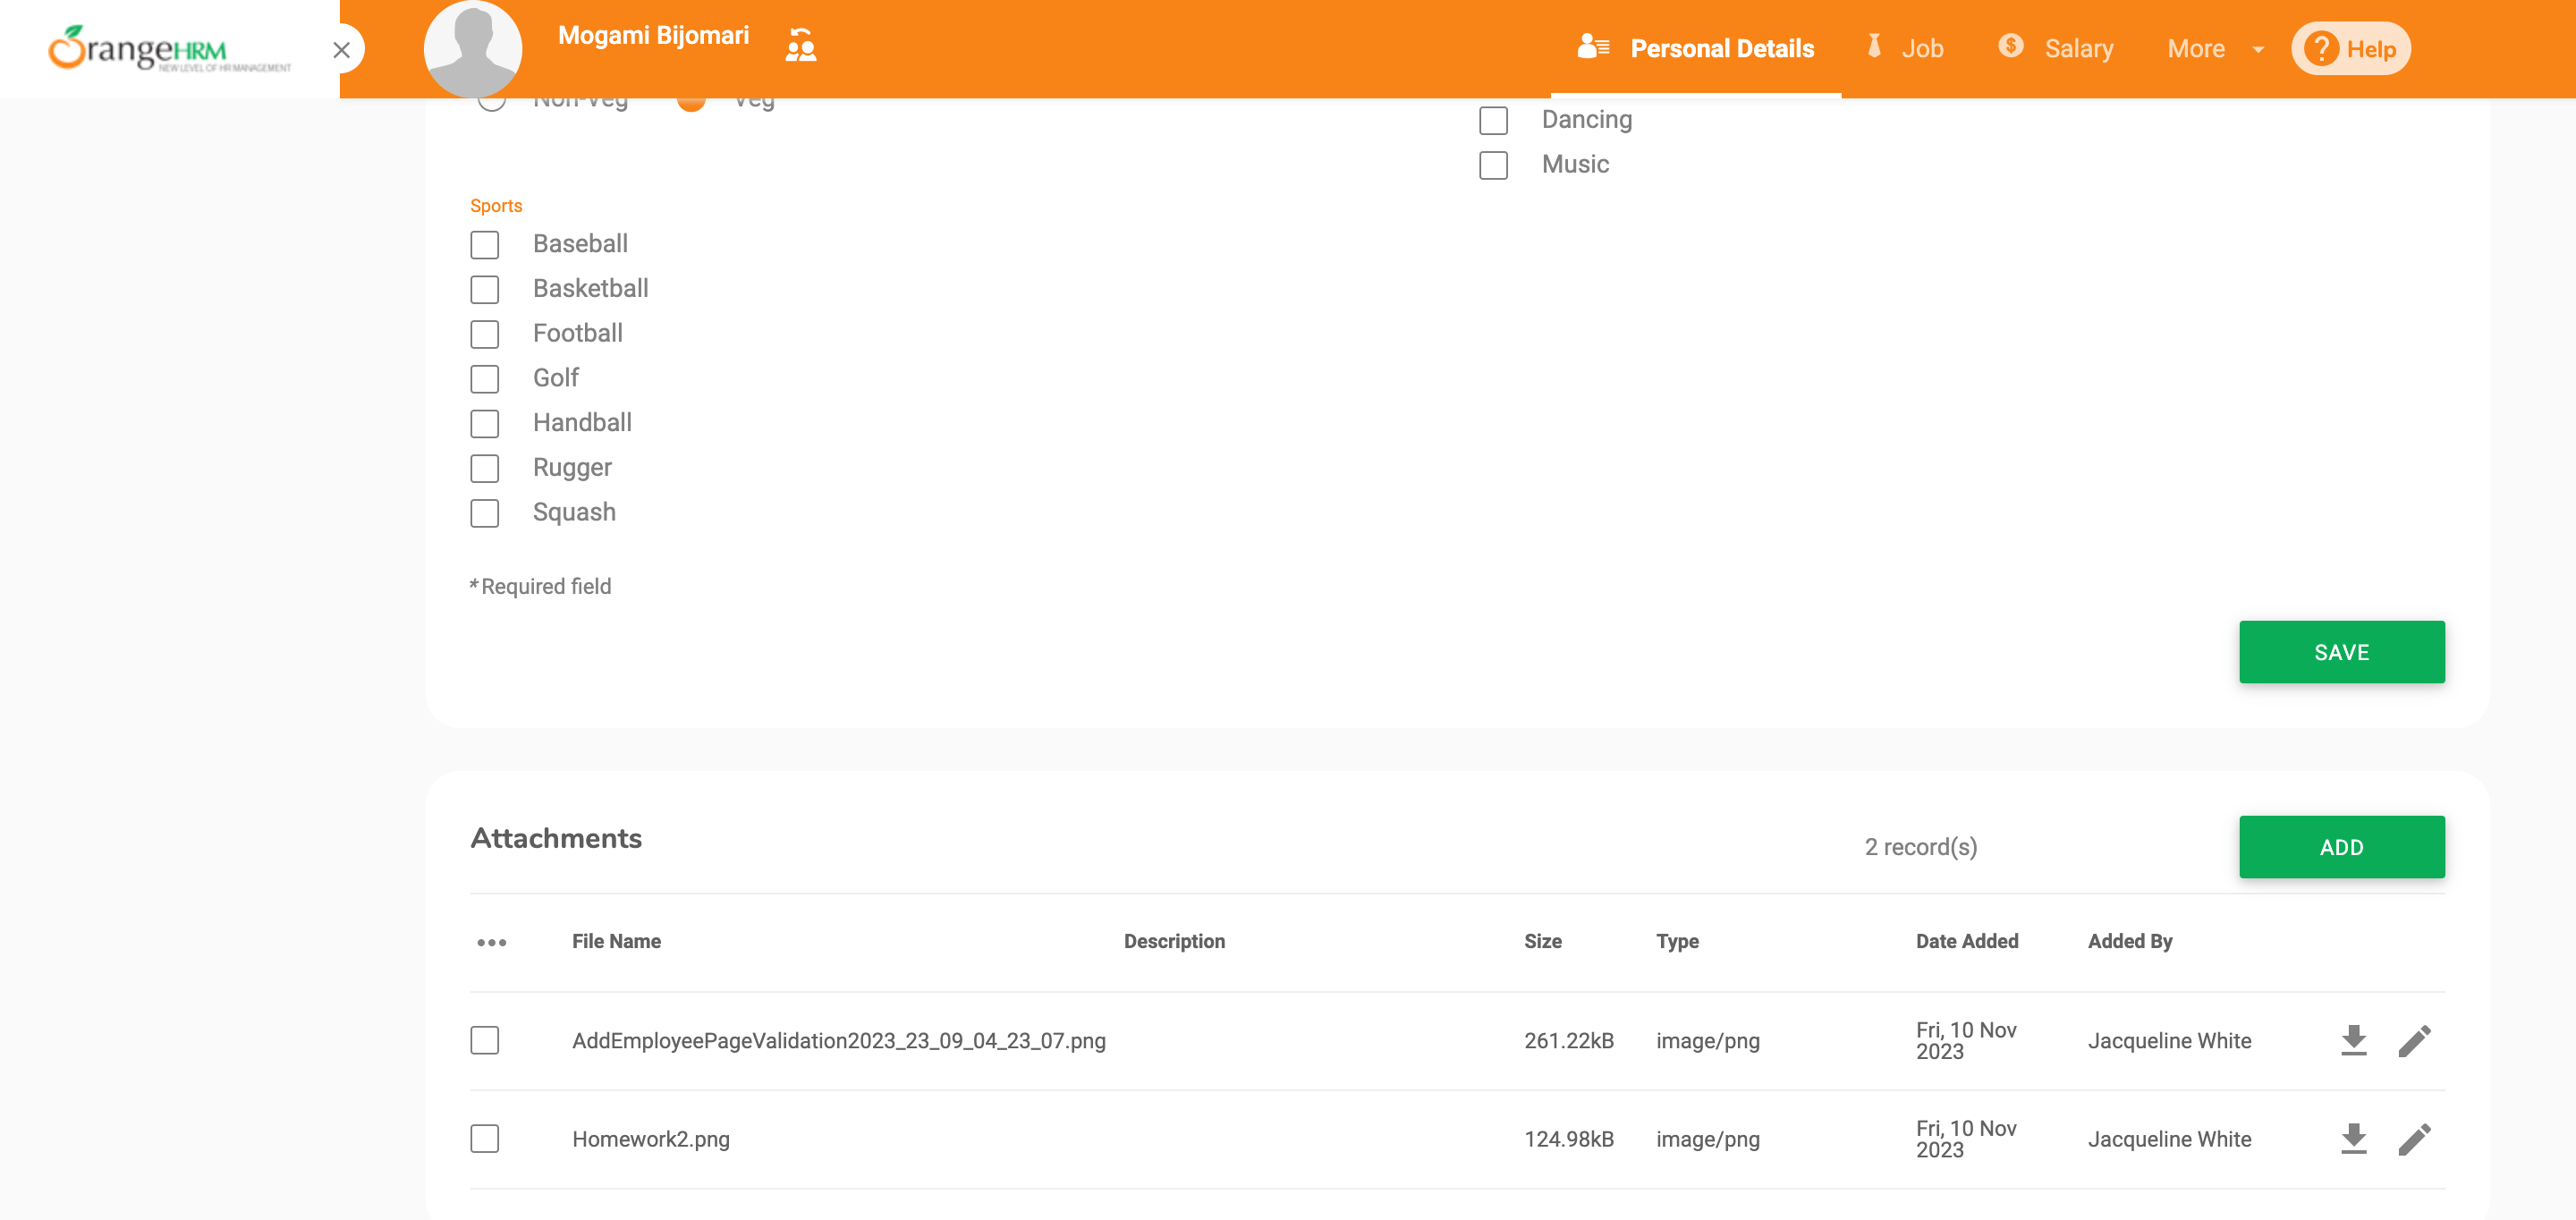 OrangeHRM
NEW LEVEL OF HR MANAGEMENT
Mogami Bijomari
Personal Details
Job
Salary
More
Help
Non-Veg
Veg
Dancing
Music
Sports
Baseball
Basketball
Football
Golf
Handball
Rugger
Squash
* Required field
SAVE
Attachments
2 record(s)
ADD
File Name Description Size Type Date Added Added By
AddEmployeePageValidation2023_23_09_04_23_07.png 261.22kB image/png Fri, 10 Nov 2023 Jacqueline White
Homework2.png 124.98kB image/png Fri, 10 Nov 2023 Jacqueline White